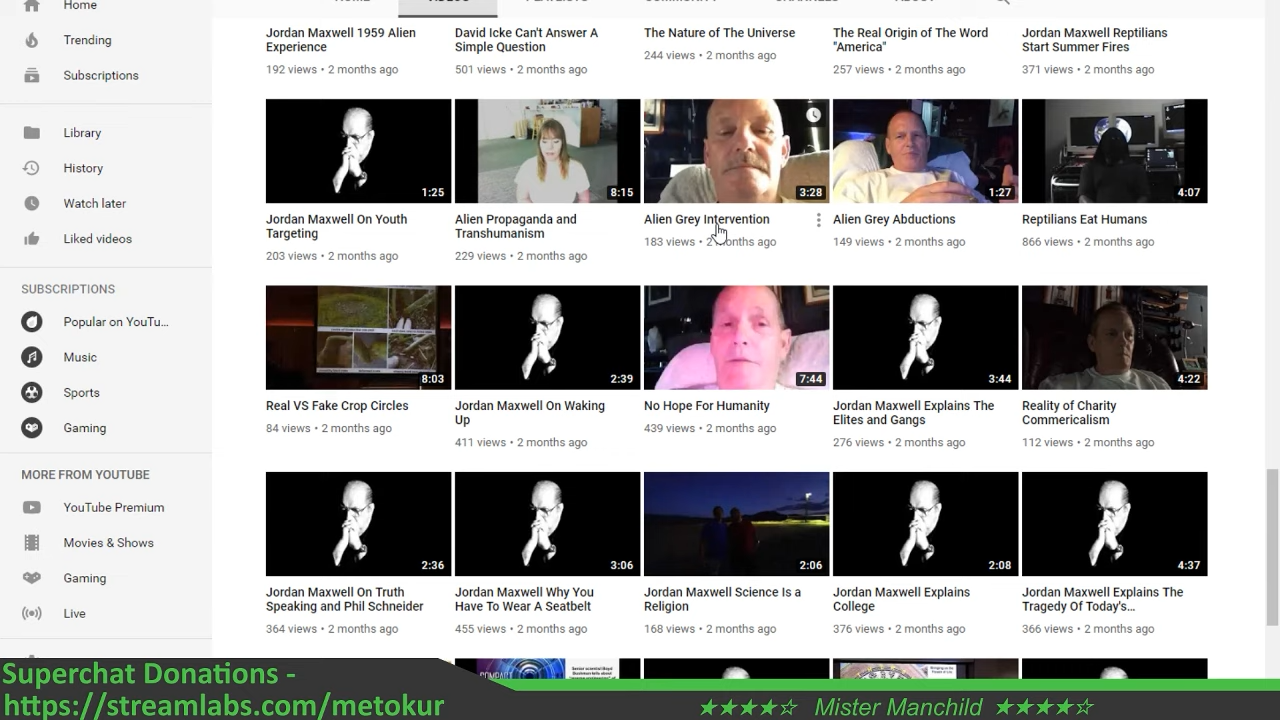 Home
Trending
Subscriptions
Library
History
Watch later
Liked videos
SUBSCRIPTIONS
Popular on YouTu...
Music
Sports
Gaming
MORE FROM YOUTUBE
YouTube Premium
Movies & Shows
Gaming
Live
HOME VIDEOS PLAYLISTS COMMUNITY CHANNELS ABOUT
Jordan Maxwell 1959 Alien
Experience
192 views • 2 months ago
David Icke Can't Answer A
Simple Question
501 views • 2 months ago
The Nature of The Universe
244 views • 2 months ago
The Real Origin of The Word
"America"
257 views • 2 months ago
Jordan Maxwell Reptilians
Start Summer Fires
371 views • 2 months ago
1:25
Jordan Maxwell On Youth
Targeting
203 views • 2 months ago
8:15
Alien Propaganda and
Transhumanism
229 views • 2 months ago
3:28
Alien Grey Intervention
183 views • 2 months ago
1:27
Alien Grey Abductions
149 views • 2 months ago
4:07
Reptilians Eat Humans
866 views • 2 months ago
8:03
Real VS Fake Crop Circles
84 views • 2 months ago
2:39
Jordan Maxwell On Waking
Up
411 views • 2 months ago
7:44
No Hope For Humanity
439 views • 2 months ago
3:44
Jordan Maxwell Explains The
Elites and Gangs
276 views • 2 months ago
4:22
Reality of Charity
Commericalism
112 views • 2 months ago
2:36
Jordan Maxwell On Truth
Speaking and Phil Schneider
364 views • 2 months ago
3:06
Jordan Maxwell Why You
Have To Wear A Seatbelt
455 views • 2 months ago
2:06
Jordan Maxwell Science Is a
Religion
168 views • 2 months ago
2:08
Jordan Maxwell Explains
College
376 views • 2 months ago
4:37
Jordan Maxwell Explains The
Tragedy Of Today's...
366 views • 2 months ago
Superchat Donations -
https://streamlabs.com/metokur
★★★★☆ Mister Manchild ★★★★☆